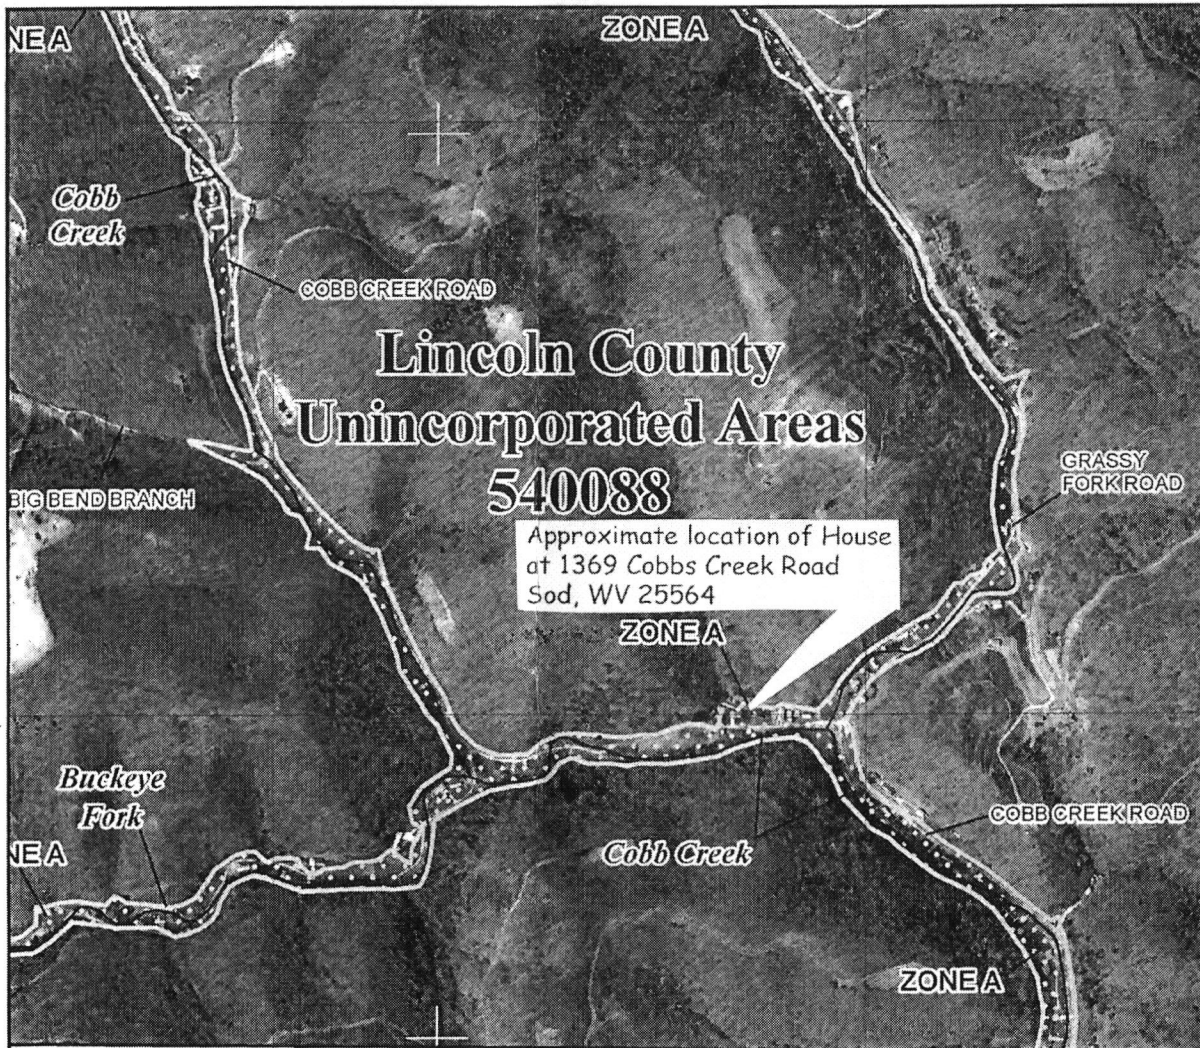 NE A
ZONE A
Cobb
Creek
COBB CREEK ROAD
Lincoln County
Unincorporated Areas
540088
BIG BEND BRANCH
GRASSY
FORK ROAD
Approximate location of House
at 1369 Cobbs Creek Road
Sod, WV 25564
ZONE A
Buckeye
Fork
COBB CREEK ROAD
NE A
Cobb Creek
ZONE A